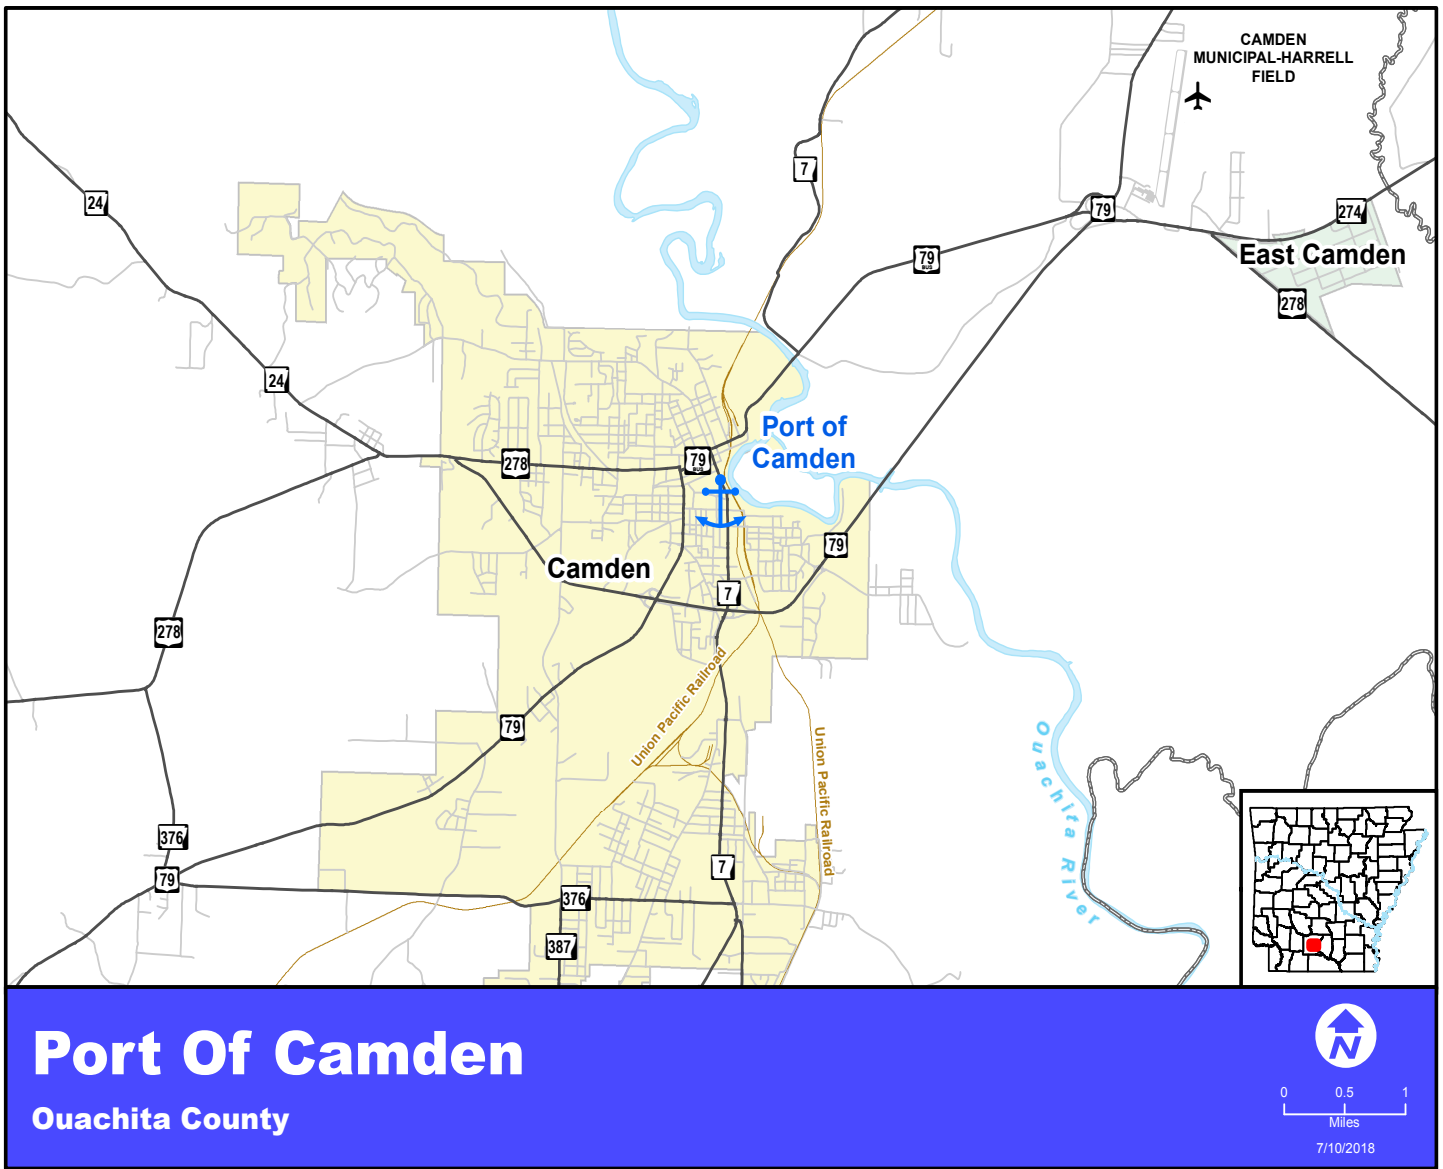 CAMDEN
MUNICIPAL-HARRELL
FIELD
7
24
79
274
79
BUS
East Camden
278
24
Port of
Camden
278
79
BUS
79
Camden
7
278
Union Pacific Railroad
79
Union Pacific Railroad
Ouachita River
376
79
7
376
387
Port Of Camden
Ouachita County
N
0 0.5 1
Miles
7/10/2018